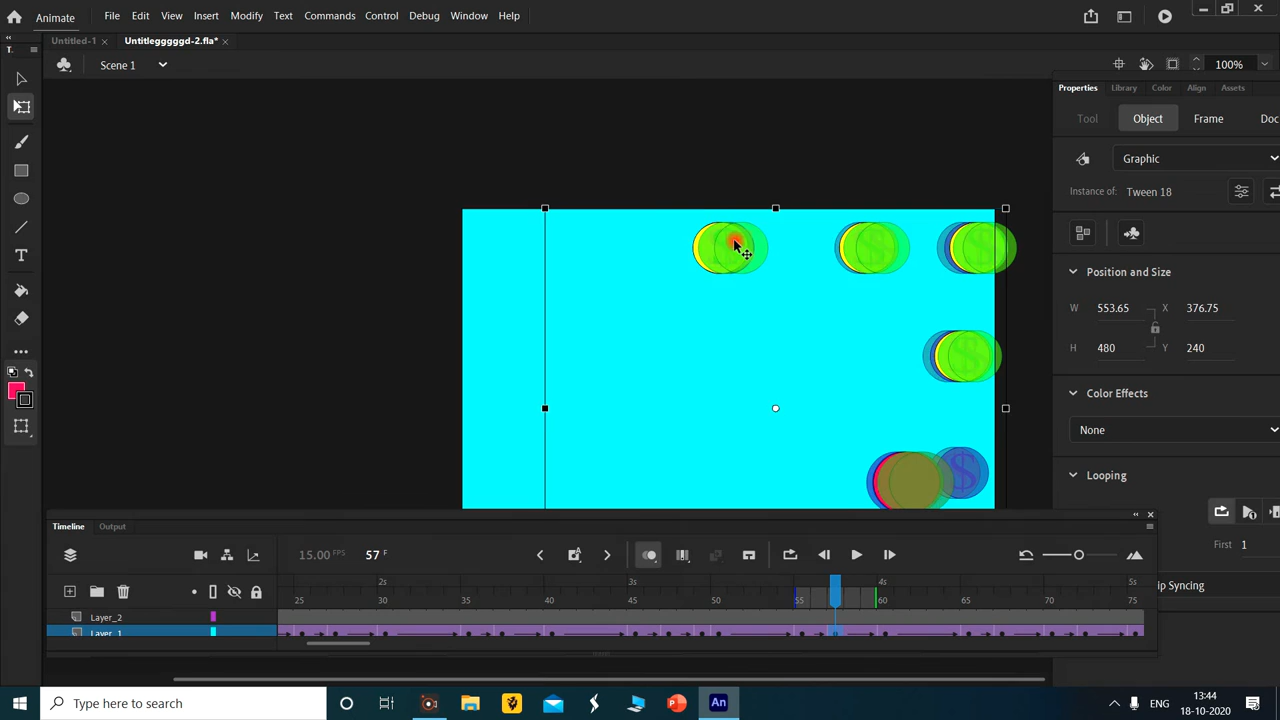 Animate File Edit View Insert Modify Text Commands Control Debug Window Help
Untitled-1 × Untitlegggggd-2.fla* ×
Scene 1 100%
Properties Library Color Align Assets
Tool Object Frame Doc
Graphic
Instance of: Tween 18
Position and Size
W 553.65 X 376.75
H 480 Y 240
Color Effects
None
Looping
First 1
Timeline Output
15.00 FPS 57 F
2s 3s 4s 5s
25 30 35 40 45 50 55 60 65 70 75
ip Syncing
Layer_2
Layer_1
Type here to search
An
ENG
13:44
18-10-2020